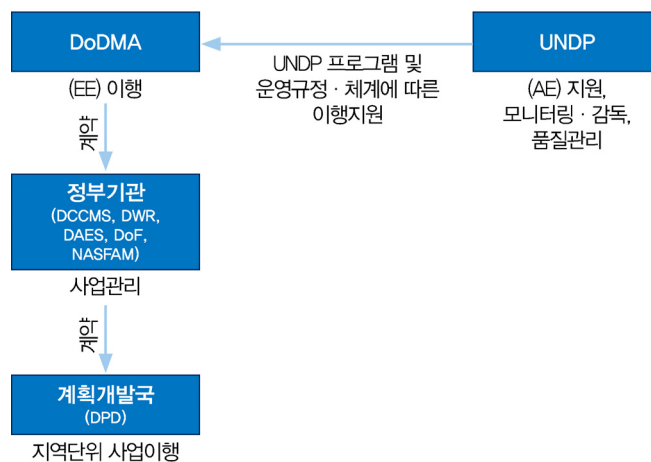 DoDMA
UNDP
(EE) 이행
UNDP 프로그램 및
운영규정 · 체계에 따른
이행지원
(AE) 지원,
모니터링 · 감독,
품질관리
계약
정부기관
(DCCMS, DWR,
DAES, DoF,
NASFAM)
사업관리
계약
계획개발국
(DPD)
지역단위 사업이행